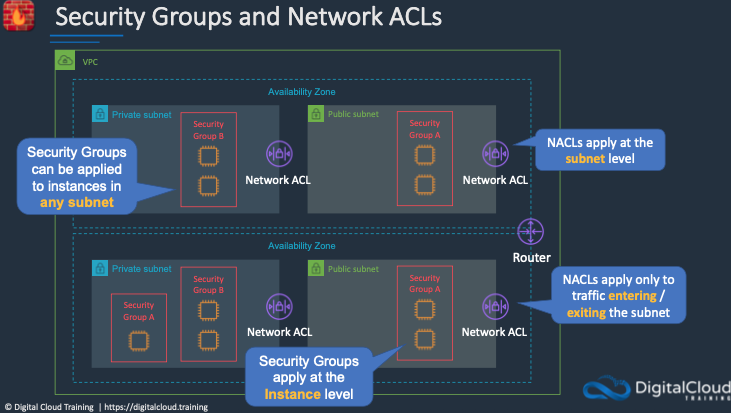 Security Groups and Network ACLs
VPC
Availability Zone
Private subnet
Security
Group B
Network ACL
Public subnet
Security
Group A
Network ACL
Security Groups
can be applied
to instances in
any subnet
NACLs apply at the
subnet level
Router
Availability Zone
Private subnet
Security
Group A
Security
Group B
Network ACL
Public subnet
Security
Group A
Network ACL
NACLs apply only to
traffic entering /
exiting the subnet
Security Groups
apply at the
Instance level
DigitalCloud
TRAINING
© Digital Cloud Training | https://digitalcloud.training